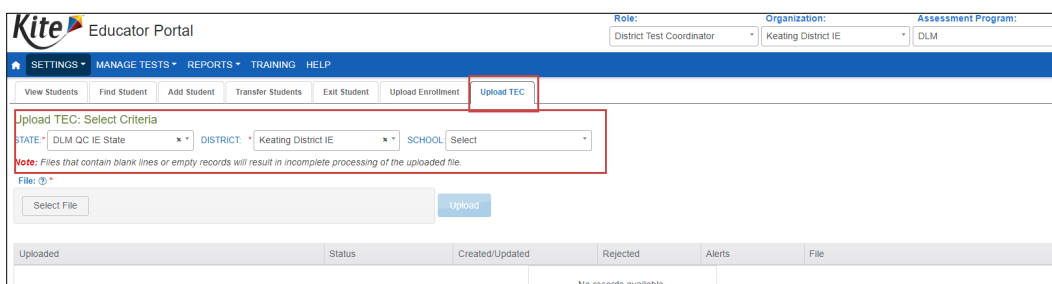 Role: Organization: Assessment Program:
Kite Educator Portal District Test Coordinator Keating District IE DLM
SETTINGS MANAGE TESTS REPORTS TRAINING HELP
View Students Find Student Add Student Transfer Students Exit Student Upload Enrollment Upload TEC
Upload TEC: Select Criteria
STATE:* DLM QC IE State × DISTRICT: * Keating District IE × SCHOOL: Select
Note: Files that contain blank lines or empty records will result in incomplete processing of the uploaded file.
File: ? *
Select File Upload
Uploaded Status Created/Updated Rejected Alerts File
No records available